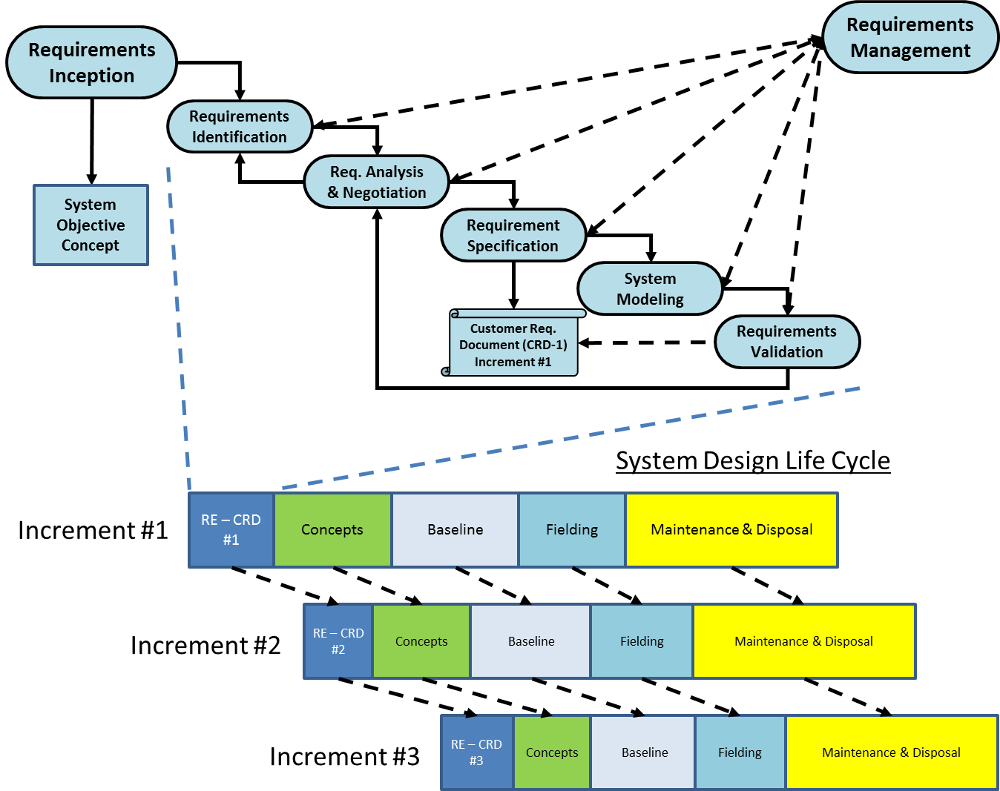 Requirements
Inception
Requirements
Management
Requirements
Identification
Req. Analysis
& Negotiation
System
Objective
Concept
Requirement
Specification
System
Modeling
Customer Req.
Document (CRD-1)
Increment #1
Requirements
Validation
System Design Life Cycle
Increment #1
RE – CRD
#1
Concepts
Baseline
Fielding
Maintenance & Disposal
Increment #2
RE – CRD
#2
Concepts
Baseline
Fielding
Maintenance & Disposal
Increment #3
RE – CRD
#3
Concepts
Baseline
Fielding
Maintenance & Disposal